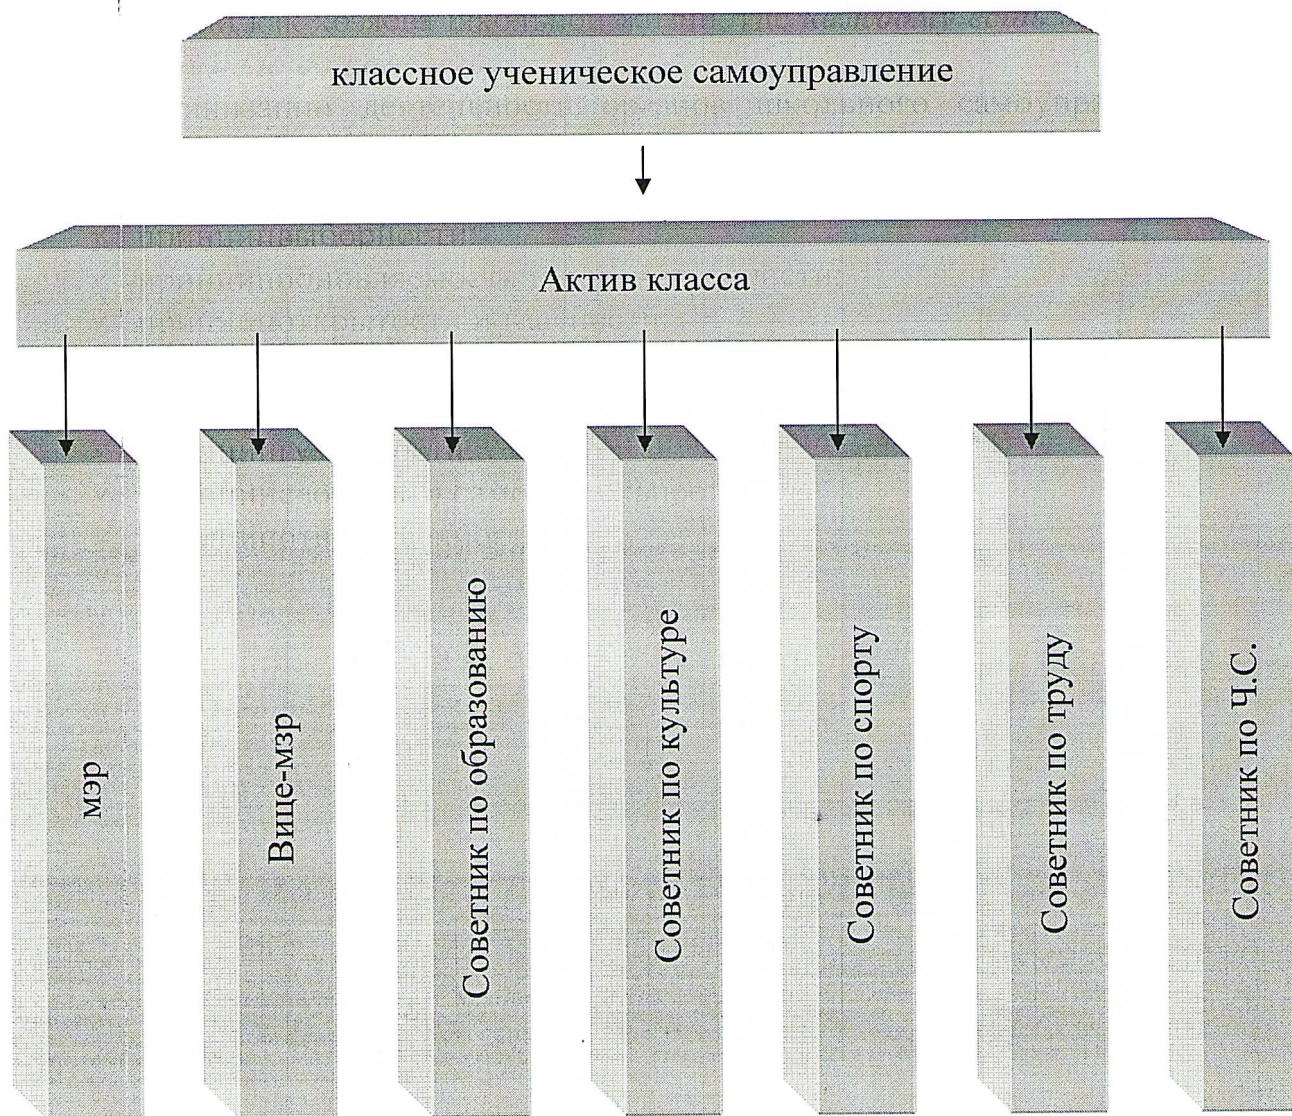 классное ученическое самоуправление
Актив класса
мэр
Вице-мзр
Советник по образованию
Советник по культуре
Советник по спорту
Советник по труду
Советник по Ч.С.